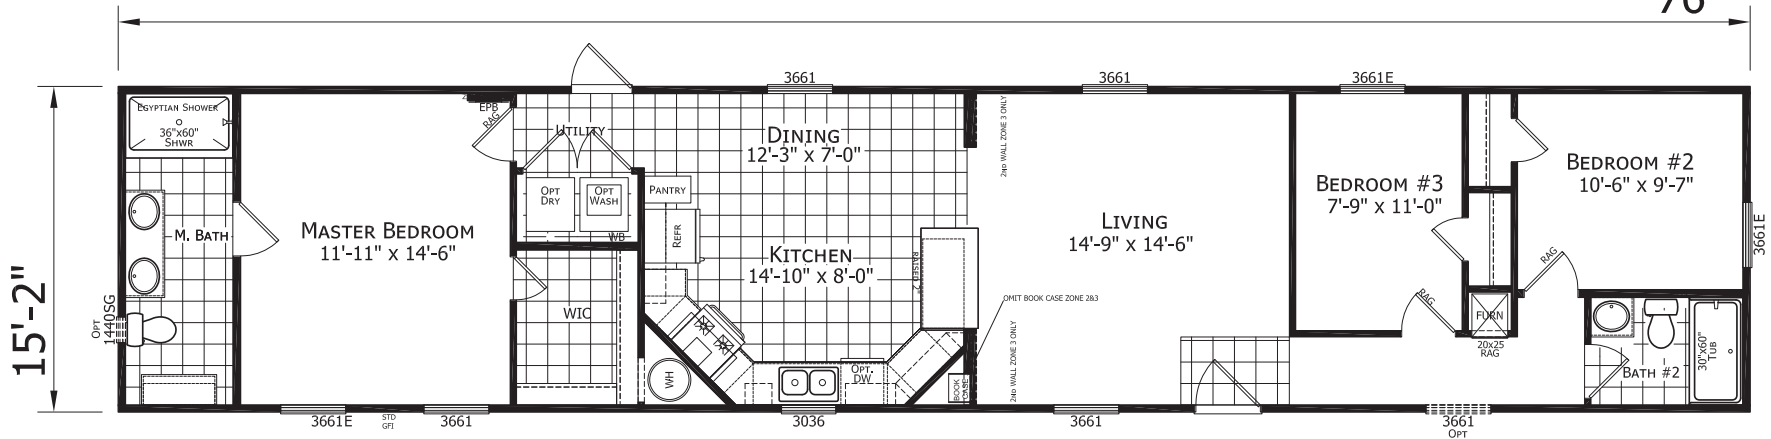 76
15'-2"
3661
3661
3661E
EGYPTIAN SHOWER
36"x60"
SHWR
EPB
RAG
UTILITY
DINING
12'-3" x 7'-0"
2ND WALL ZONE 3 ONLY
BEDROOM #2
10'-6" x 9'-7"
BEDROOM #3
7'-9" x 11'-0"
OPT
DRY
OPT
WASH
PANTRY
M. BATH
MASTER BEDROOM
11'-11" x 14'-6"
WB
REFR
LIVING
14'-9" x 14'-6"
3661E
KITCHEN
14'-10" x 8'-0"
RAISED 2"
RAG
RAG
OMIT BOOK CASE ZONE 2&3
OPT
1440SG
WIC
FURN
20x25
RAG
2ND WALL ZONE 3 ONLY
30"x60"
TUB
WH
OPT.
DW
BOOK
CASE
BATH #2
3661E
STD
GFI
3661
3036
3661
3661
OPT